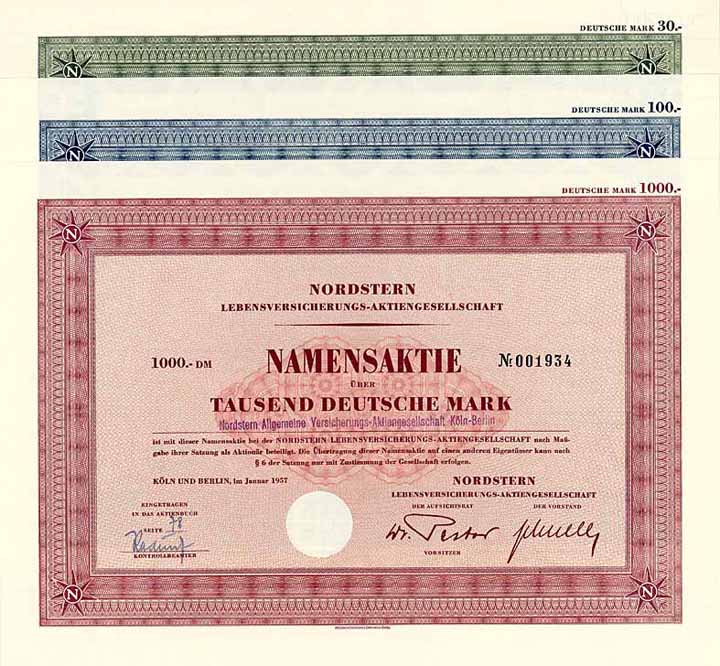 DEUTSCHE MARK 30.-
N N
DEUTSCHE MARK 100.-
N N
DEUTSCHE MARK 1000.-
N N
NORDSTERN
LEBENSVERSICHERUNGS-AKTIENGESELLSCHAFT
1000.- DM NAMENSAKTIE № 001934
ÜBER
TAUSEND DEUTSCHE MARK
Nordstern Allgemeine Versicherungs-Aktiengesellschaft Köln-Berlin
ist mit dieser Namensaktie bei der NORDSTERN LEBENSVERSICHERUNGS-AKTIENGESELLSCHAFT nach Maß-
gabe ihrer Satzung als Aktionär beteiligt. Die Übertragung dieser Namensaktie auf einen anderen Eigentümer kann nach
§ 6 der Satzung nur mit Zustimmung der Gesellschaft erfolgen.
KÖLN UND BERLIN, im Januar 1957
NORDSTERN
LEBENSVERSICHERUNGS-AKTIENGESELLSCHAFT
DER AUFSICHTSRAT DER VORSTAND
EINGETRAGEN
IN DAS AKTIENBUCH
SEITE 78
KONTROLLBEAMTER
VORSITZER
N N